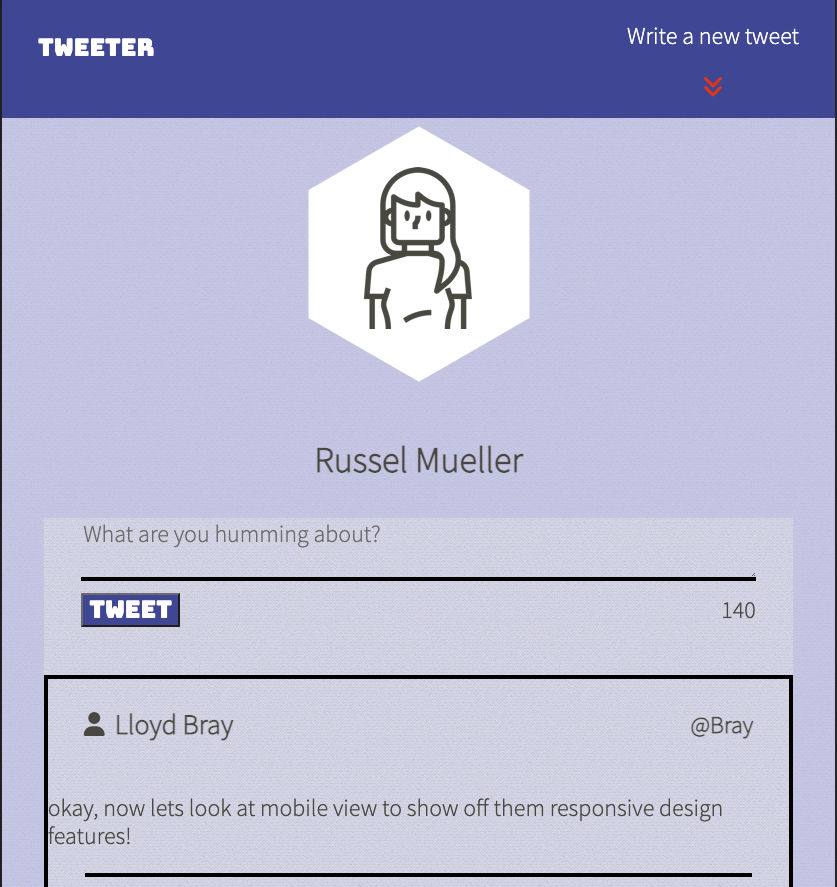 TWEETER
Write a new tweet
Russel Mueller
What are you humming about?
TWEET
140
Lloyd Bray
@Bray
okay, now lets look at mobile view to show off them responsive design
features!